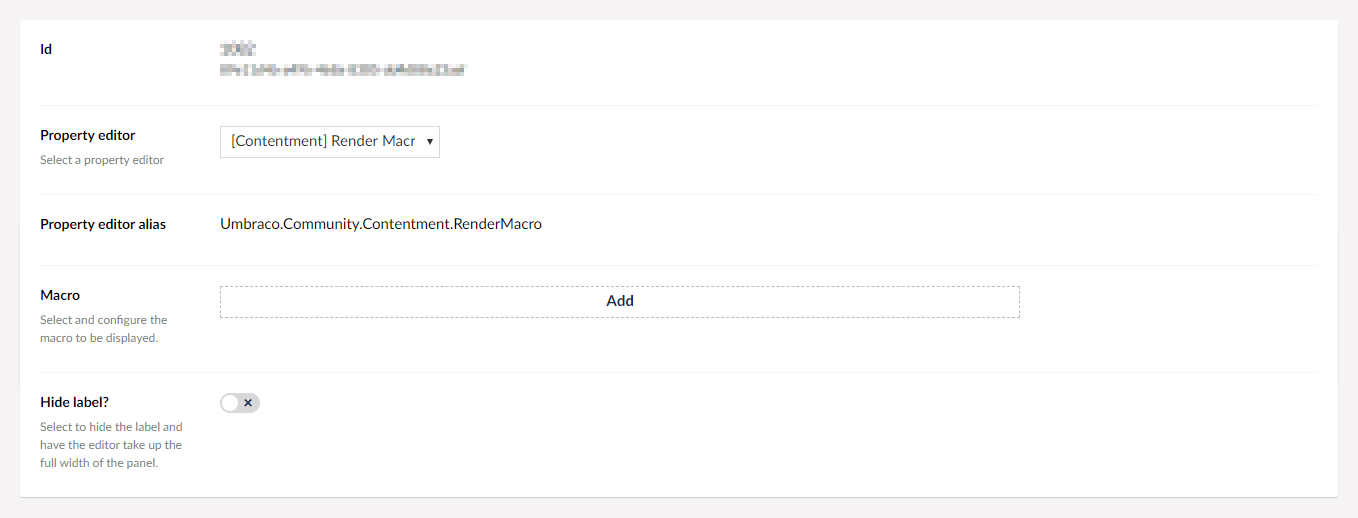 Id
Property editor
Select a property editor
[Contentment] Render Macr
Property editor alias
Umbraco.Community.Contentment.RenderMacro
Macro
Select and configure the
macro to be displayed.
Add
Hide label?
Select to hide the label and
have the editor take up the
full width of the panel.